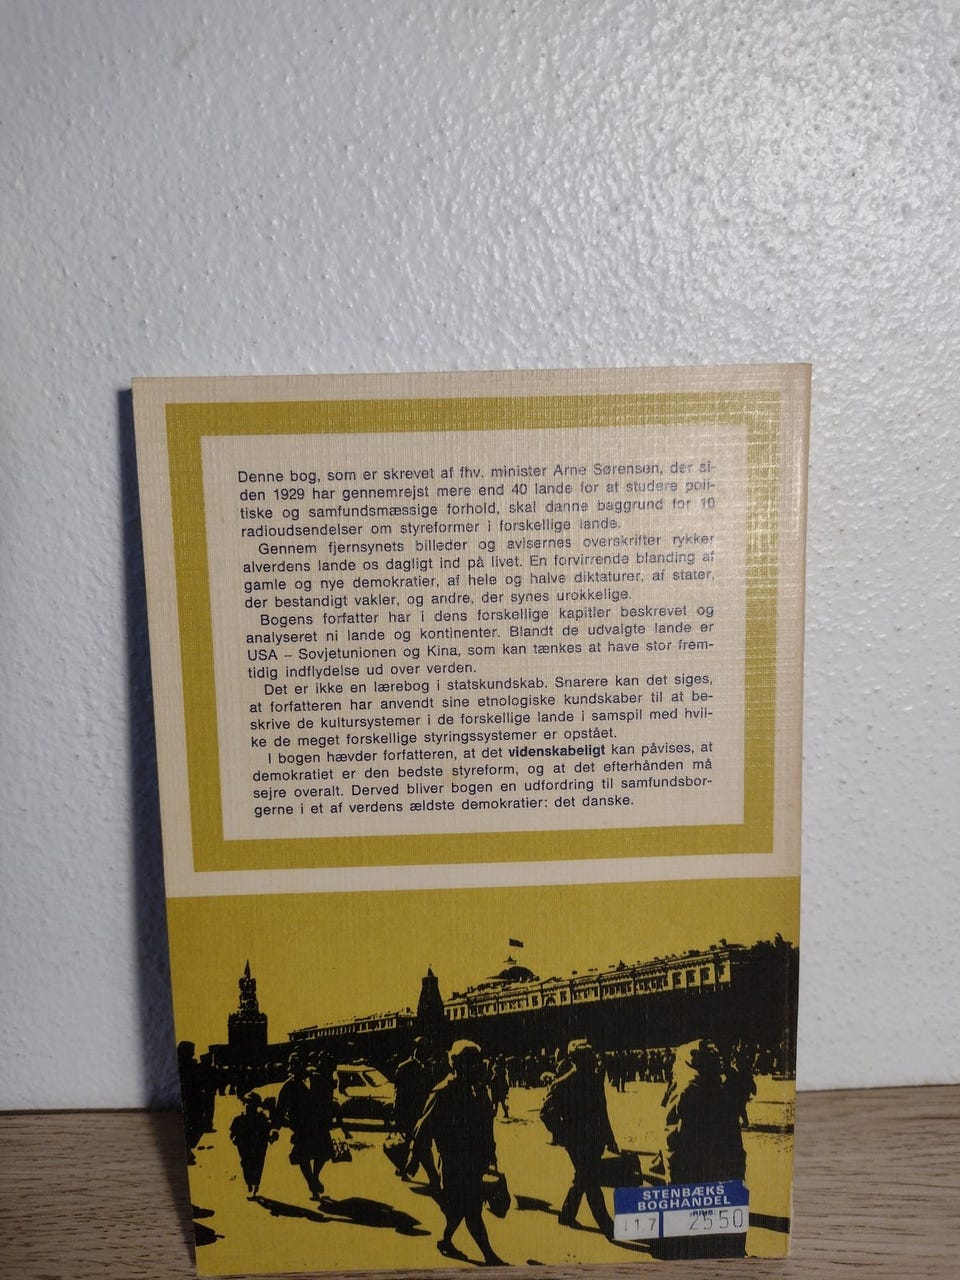 Denne bog, som er skrevet af fhv. minister Arne Sørensen, der si-
den 1929 har gennemrejst mere end 40 lande for at studere poli-
tiske og samfundsmæssige forhold, skal danne baggrund for 10
radioudsendelser om styreformer i forskellige lande.
Gennem fjernsynets billeder og avisernes overskrifter rykker
alverdens lande os dagligt ind på livet. En forvirrende blanding af
gamle og nye demokratier, af hele og halve diktaturer, af stater,
der bestandigt vakler, og andre, der synes urokkelige.
Bogens forfatter har i dens forskellige kapitler beskrevet og
analyseret ni lande og kontinenter. Blandt de udvalgte lande er
USA – Sovjetunionen og Kina, som kan tænkes at have stor frem-
tidig indflydelse ud over verden.
Det er ikke en lærebog i statskundskab. Snarere kan det siges,
at forfatteren har anvendt sine etnologiske kundskaber til at be-
skrive de kultursystemer i de forskellige lande i samspil med hvil-
ke de meget forskellige styringssystemer er opstået.
I bogen hævder forfatteren, at det videnskabeligt kan påvises, at
demokratiet er den bedste styreform, og at det efterhånden må
sejre overalt. Derved bliver bogen en udfordring til samfundsbor-
gerne i et af verdens ældste demokratier: det danske.
STENBÆKS
BOGHANDEL
117 2550